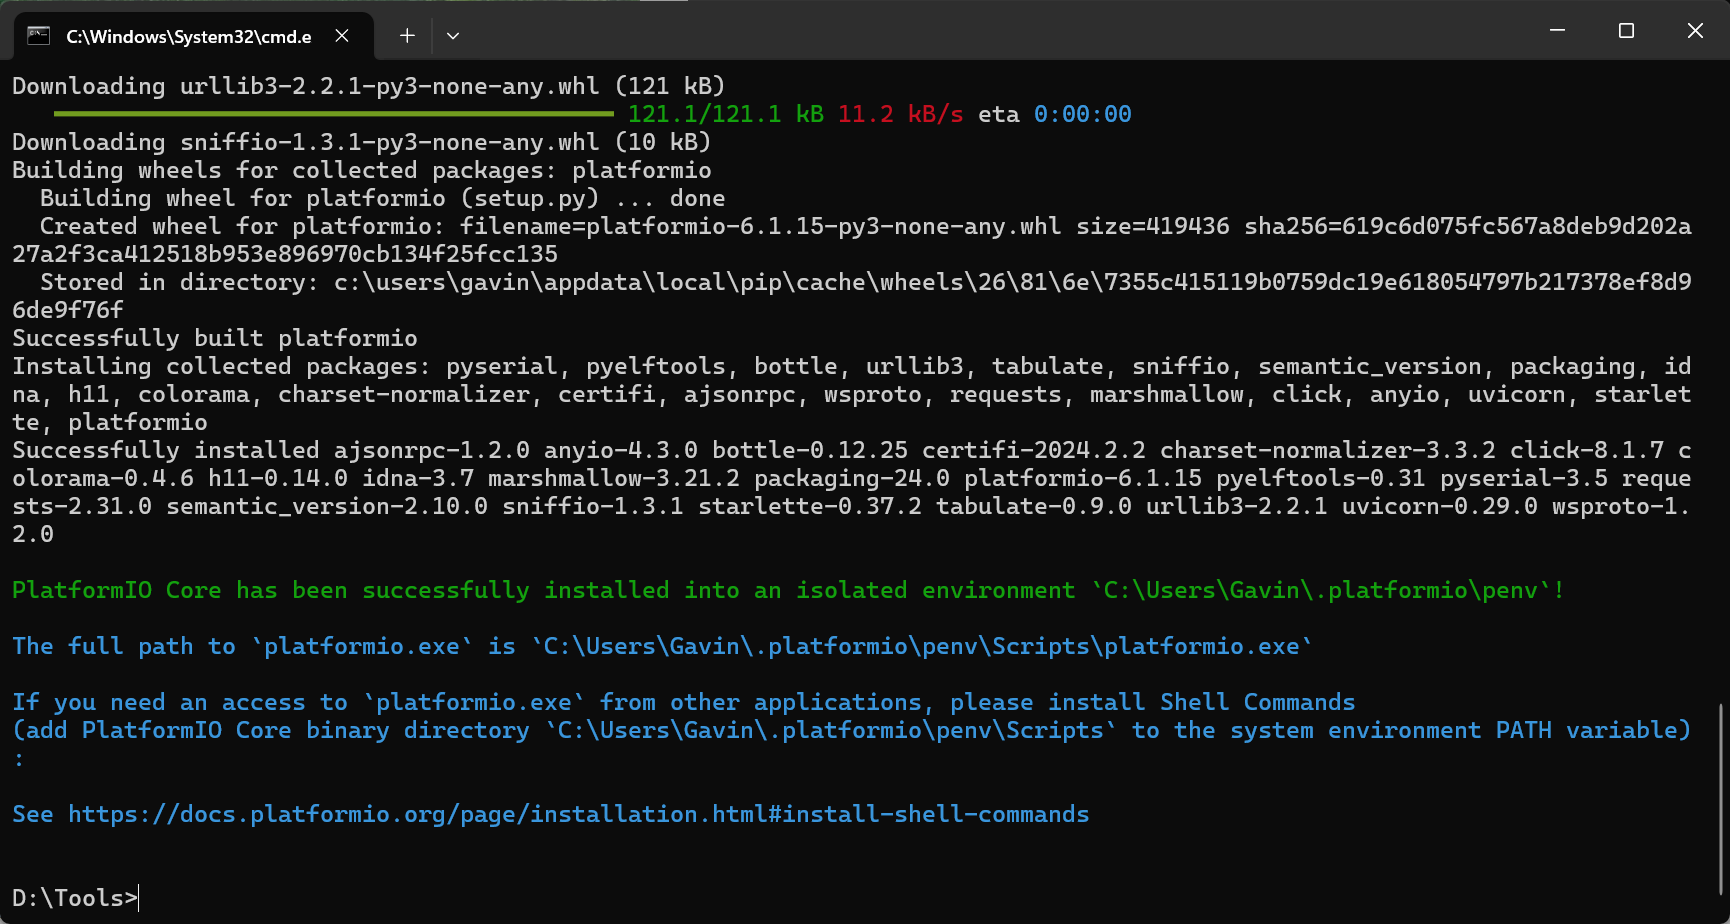 C:\Windows\System32\cmd.e
Downloading urllib3-2.2.1-py3-none-any.whl (121 kB)
121.1/121.1 kB 11.2 kB/s eta 0:00:00
Downloading sniffio-1.3.1-py3-none-any.whl (10 kB)
Building wheels for collected packages: platformio
Building wheel for platformio (setup.py) ... done
Created wheel for platformio: filename=platformio-6.1.15-py3-none-any.whl size=419436 sha256=619c6d075fc567a8deb9d202a
27a2f3ca412518b953e896970cb134f25fcc135
Stored in directory: c:\users\gavin\appdata\local\pip\cache\wheels\26\81\6e\7355c415119b0759dc19e618054797b217378ef8d9
6de9f76f
Successfully built platformio
Installing collected packages: pyserial, pyelftools, bottle, urllib3, tabulate, sniffio, semantic_version, packaging, id
na, h11, colorama, charset-normalizer, certifi, ajsonrpc, wsproto, requests, marshmallow, click, anyio, uvicorn, starlet
te, platformio
Successfully installed ajsonrpc-1.2.0 anyio-4.3.0 bottle-0.12.25 certifi-2024.2.2 charset-normalizer-3.3.2 click-8.1.7 c
olorama-0.4.6 h11-0.14.0 idna-3.7 marshmallow-3.21.2 packaging-24.0 platformio-6.1.15 pyelftools-0.31 pyserial-3.5 reque
sts-2.31.0 semantic_version-2.10.0 sniffio-1.3.1 starlette-0.37.2 tabulate-0.9.0 urllib3-2.2.1 uvicorn-0.29.0 wsproto-1.
2.0
PlatformIO Core has been successfully installed into an isolated environment `C:\Users\Gavin\.platformio\penv`!
The full path to `platformio.exe` is `C:\Users\Gavin\.platformio\penv\Scripts\platformio.exe`
If you need an access to `platformio.exe` from other applications, please install Shell Commands
(add PlatformIO Core binary directory `C:\Users\Gavin\.platformio\penv\Scripts` to the system environment PATH variable)
:
See https://docs.platformio.org/page/installation.html#install-shell-commands
D:\Tools>